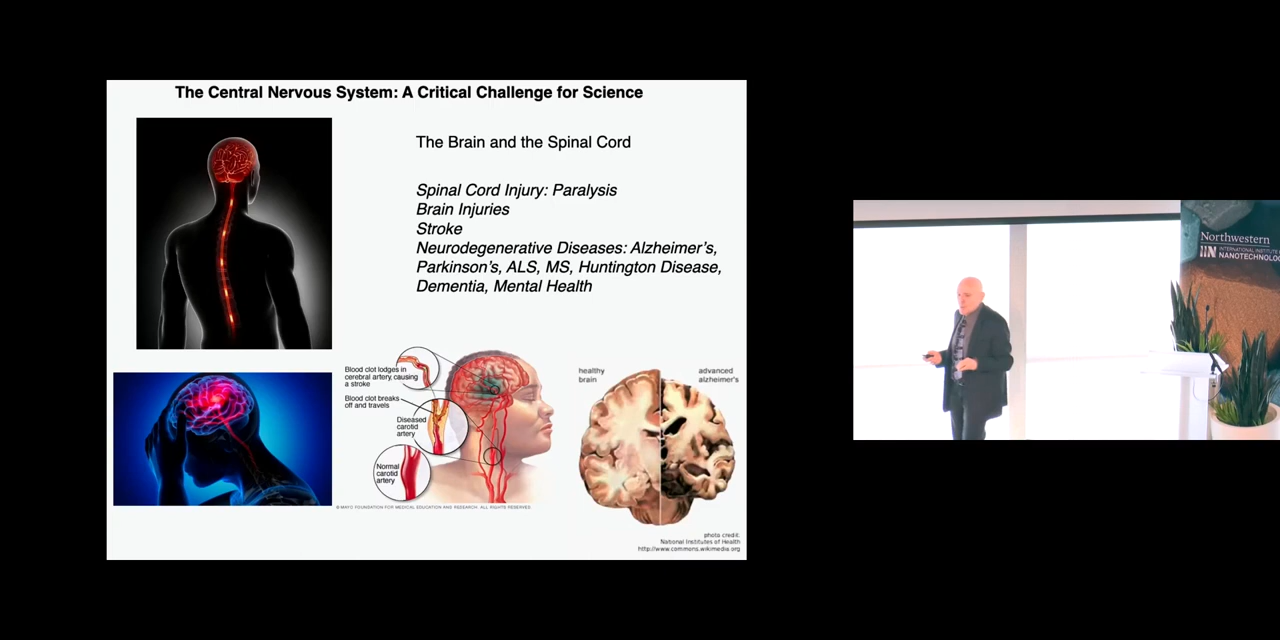 The Central Nervous System: A Critical Challenge for Science
The Brain and the Spinal Cord
Spinal Cord Injury: Paralysis
Brain Injuries
Stroke
Neurodegenerative Diseases: Alzheimer's,
Parkinson's, ALS, MS, Huntington Disease,
Dementia, Mental Health
Blood clot lodges in
cerebral artery, causing
a stroke
Blood clot breaks
off and travels
Diseased
carotid
artery
Normal
carotid
artery
© MAYO FOUNDATION FOR MEDICAL EDUCATION AND RESEARCH. ALL RIGHTS RESERVED.
healthy
brain
advanced
alzheimer's
photo credit:
National Institutes of Health
http://www.commons.wikimedia.org
Northwestern
INTERNATIONAL INSTITUTE
NANOTECHNOLOG